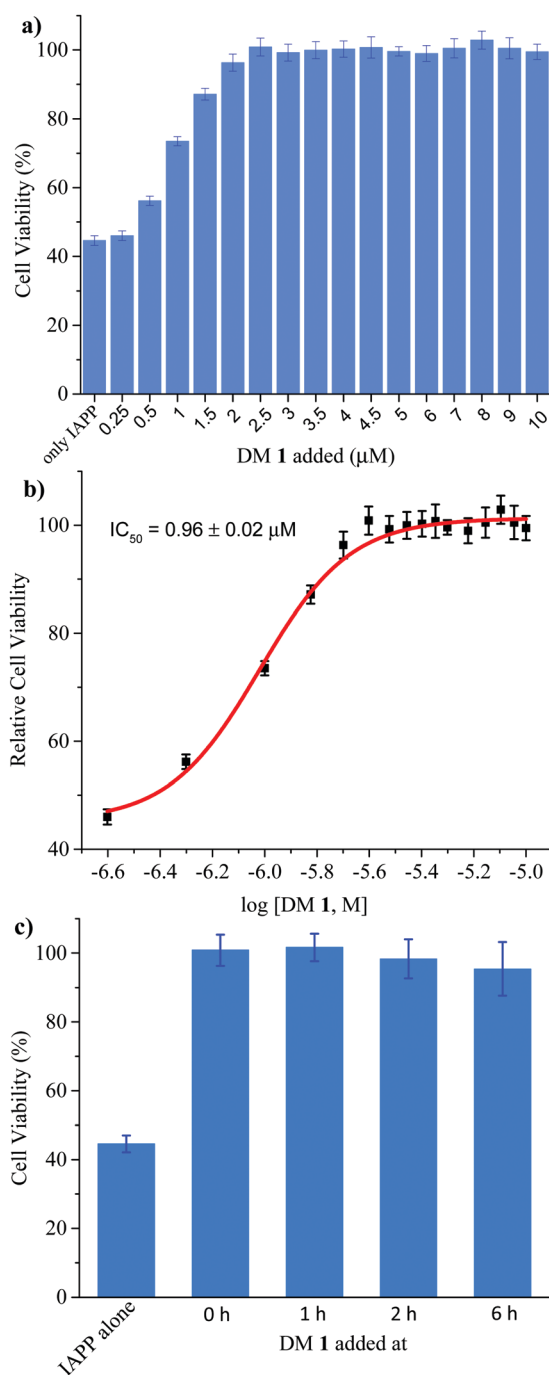 a)
Cell Viability (%)
100
80
60
40
20
0
only IAPP 0.25 0.5 1 1.5 2 2.5 3 3.5 4 4.5 5 6 7 8 9 10
DM 1 added (μM)
b)
IC50 = 0.96 ± 0.02 μM
Relative Cell Viability
100
80
60
40
-6.6 -6.4 -6.2 -6.0 -5.8 -5.6 -5.4 -5.2 -5.0
log [DM 1, M]
c)
Cell Viability (%)
100
80
60
40
20
0
IAPP alone 0 h 1 h 2 h 6 h
DM 1 added at